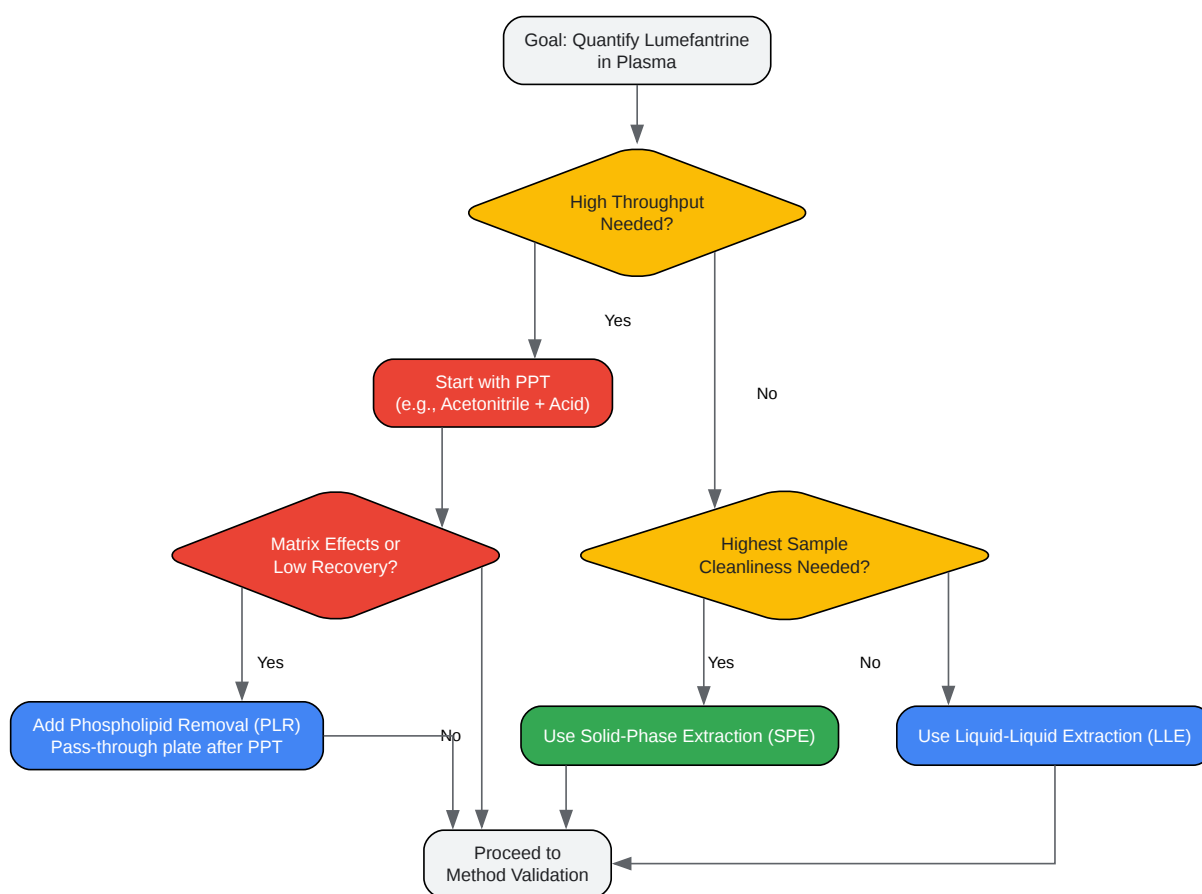 Goal: Quantify Lumefantrine
in Plasma
High Throughput
Needed?
Yes
Start with PPT
(e.g., Acetonitrile + Acid)
No
Matrix Effects or
Low Recovery?
Highest Sample
Cleanliness Needed?
Yes
Yes
No
Add Phospholipid Removal (PLR)
Pass-through plate after PPT
No
Use Solid-Phase Extraction (SPE)
Use Liquid-Liquid Extraction (LLE)
Proceed to
Method Validation